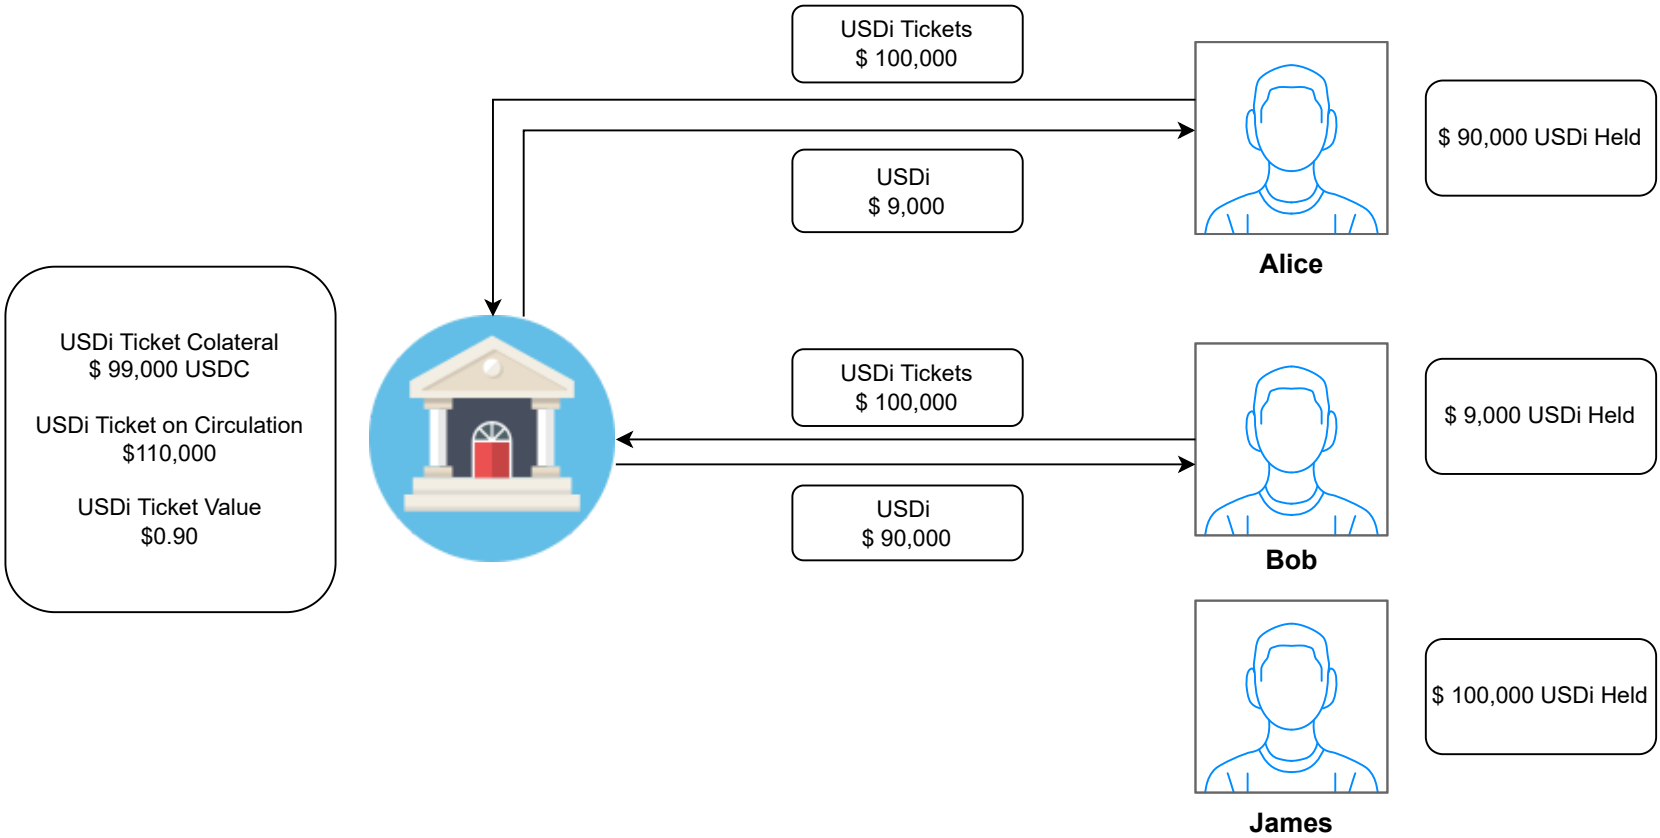 USDi Tickets
$ 100,000
USDi
$ 9,000
$ 90,000 USDi Held
Alice
USDi Ticket Colateral
$ 99,000 USDC
USDi Ticket on Circulation
$110,000
USDi Ticket Value
$0.90
USDi Tickets
$ 100,000
USDi
$ 90,000
$ 9,000 USDi Held
Bob
$ 100,000 USDi Held
James